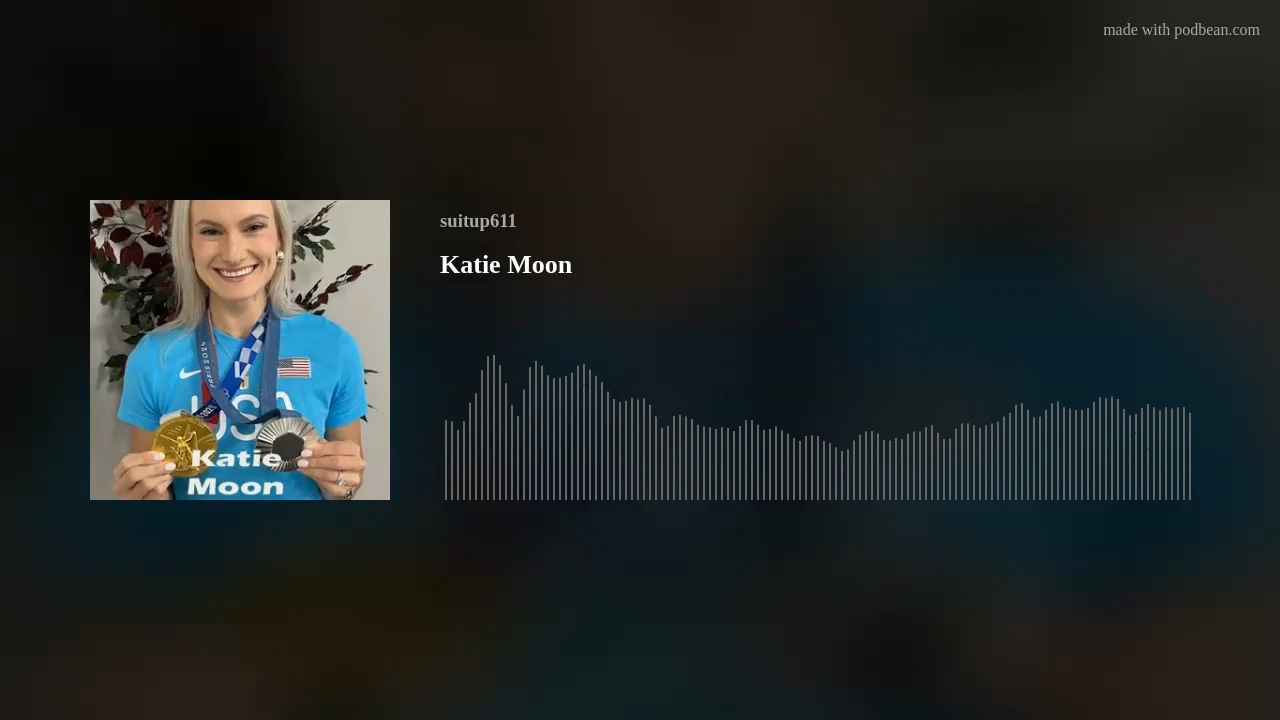 made with podbean.com
suitup611
Katie Moon
PARIS 2024
USA
Katie
Moon